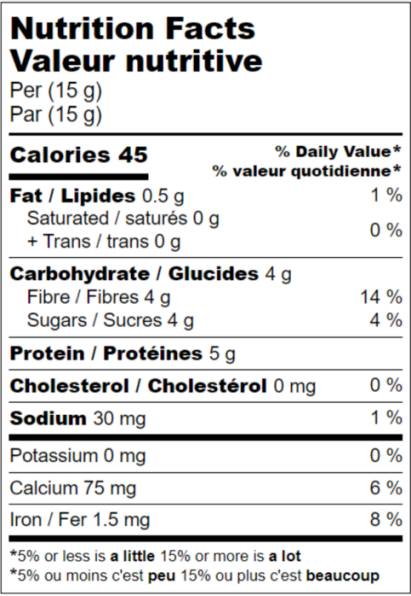 Nutrition Facts
Valeur nutritive
Per (15 g)
Par (15 g)
Calories 45
% Daily Value*
% valeur quotidienne*
Fat / Lipides 0.5 g 1 %
Saturated / saturés 0 g
+ Trans / trans 0 g
0 %
Carbohydrate / Glucides 4 g
Fibre / Fibres 4 g 14 %
Sugars / Sucres 4 g 4 %
Protein / Protéines 5 g
Cholesterol / Cholestérol 0 mg 0 %
Sodium 30 mg 1 %
Potassium 0 mg 0 %
Calcium 75 mg 6 %
Iron / Fer 1.5 mg 8 %
*5% or less is a little 15% or more is a lot
*5% ou moins c'est peu 15% ou plus c'est beaucoup